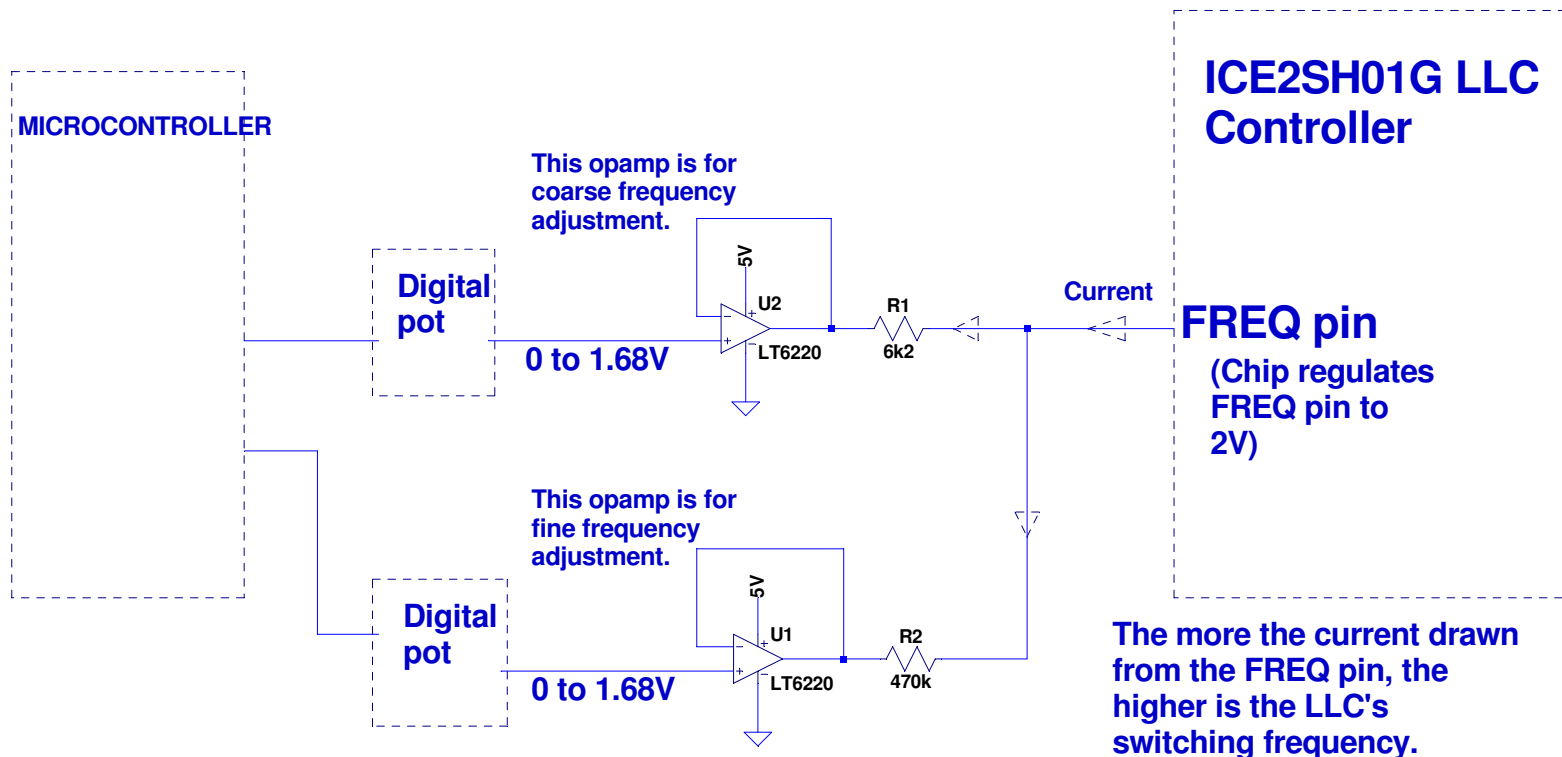 MICROCONTROLLER
Digital
pot
0 to 1.68V
This opamp is for
coarse frequency
adjustment.
5V
U2
LT6220
R1
6k2
Current
ICE2SH01G LLC
Controller
FREQ pin
(Chip regulates
FREQ pin to
2V)
Digital
pot
0 to 1.68V
This opamp is for
fine frequency
adjustment.
5V
U1
LT6220
R2
470k
The more the current drawn
from the FREQ pin, the
higher is the LLC's
switching frequency.